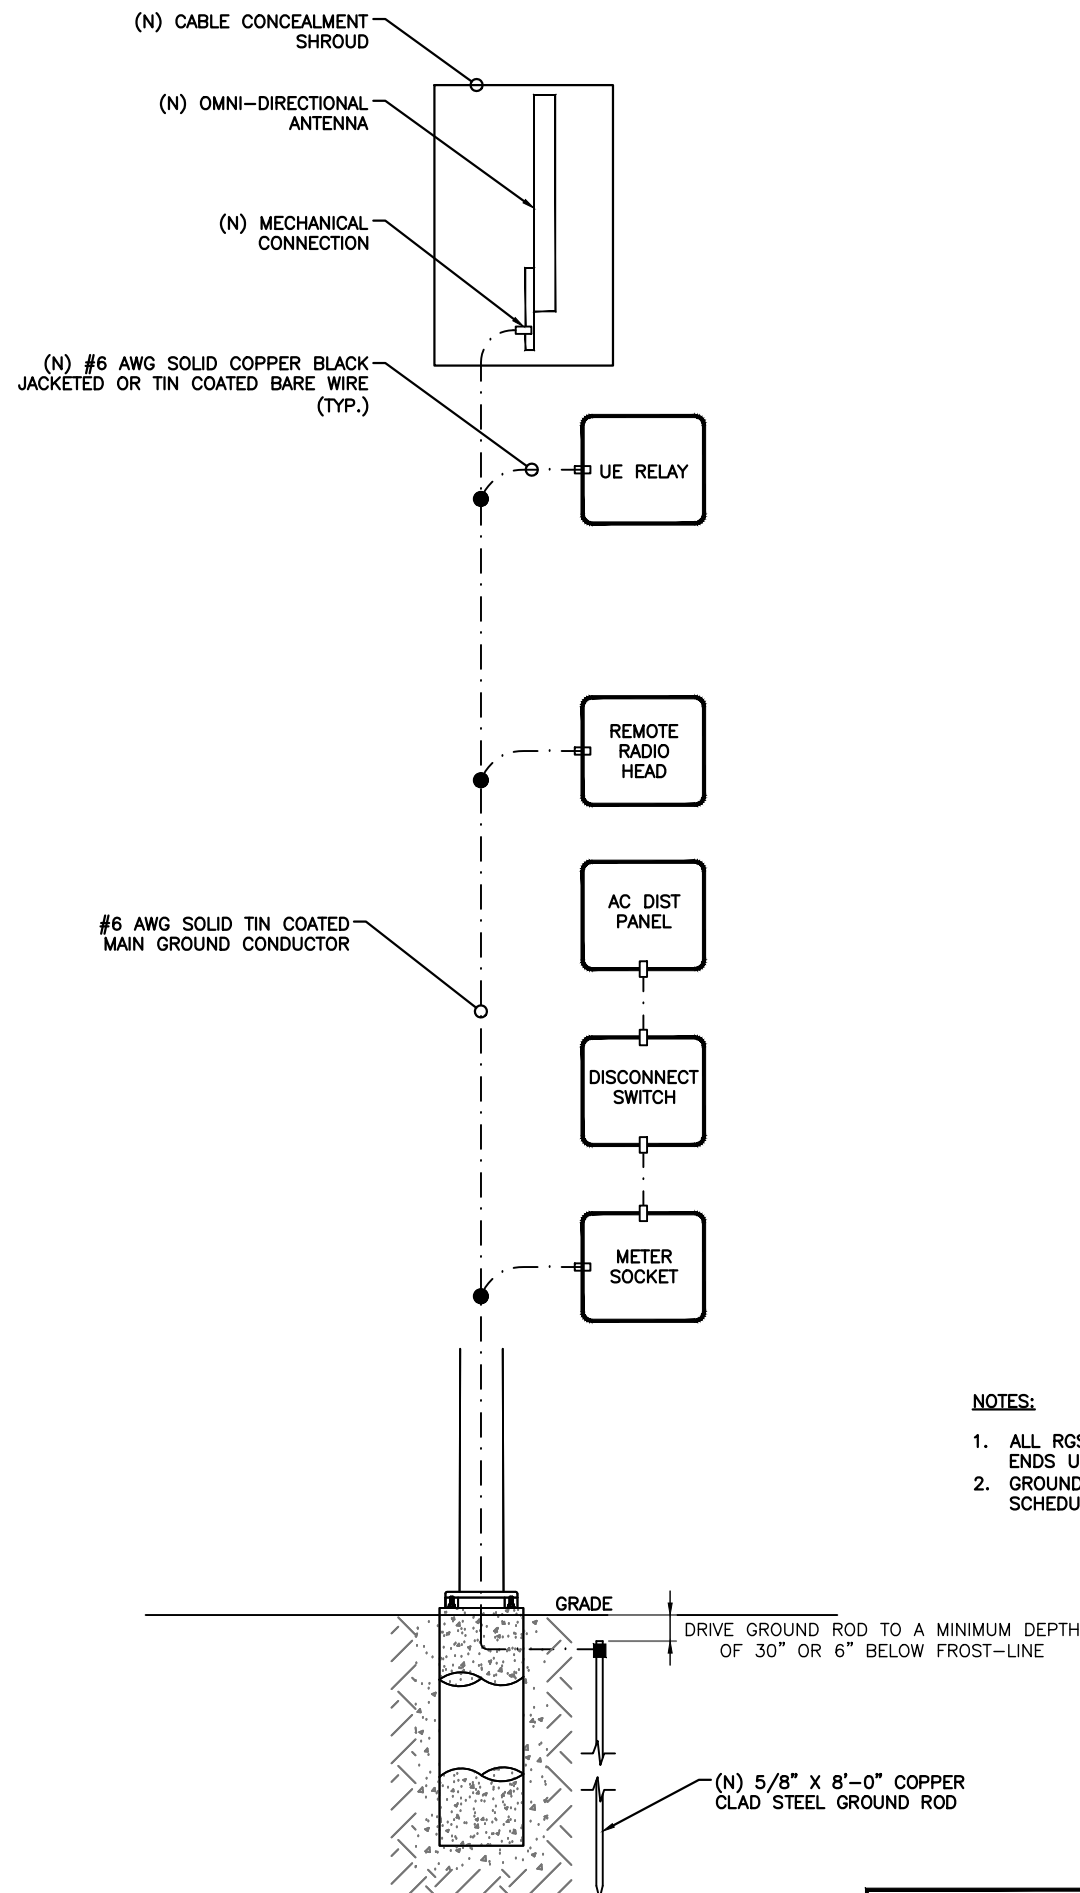 (N) CABLE CONCEALMENT
SHROUD
(N) OMNI-DIRECTIONAL
ANTENNA
(N) MECHANICAL
CONNECTION
(N) #6 AWG SOLID COPPER BLACK
JACKETED OR TIN COATED BARE WIRE
(TYP.)
UE RELAY
REMOTE
RADIO
HEAD
AC DIST
PANEL
#6 AWG SOLID TIN COATED
MAIN GROUND CONDUCTOR
DISCONNECT
SWITCH
METER
SOCKET
NOTES:
1. ALL
ENDS
2. GROUND
GRADE
DRIVE GROUND ROD TO A MINIMUM DEPTH
OF 30" OR 6" BELOW FROST-LINE
(N) 5/8" X 8'-0" COPPER
CLAD STEEL GROUND ROD